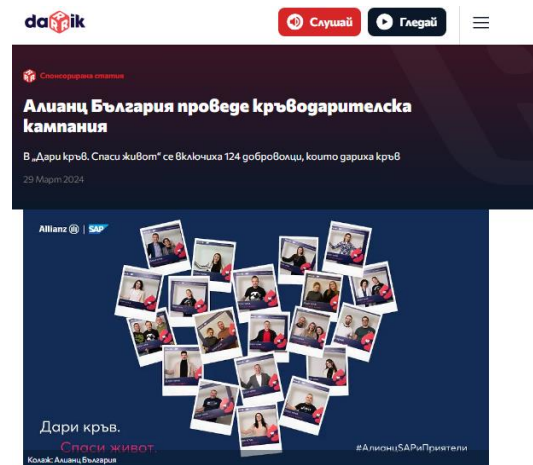 darik
Слушай
Гледай
Спонсорирана статия
Алианц България проведе кръводарителска
кампания
В „Дари кръв. Спаси живот“ се включиха 124 доброволци, които дариха кръв
29 Март 2024
Allianz | SAP
Дари кръв.
Спаси живот.
#АлианцSAPиПриятели
Колаж: Алианц България